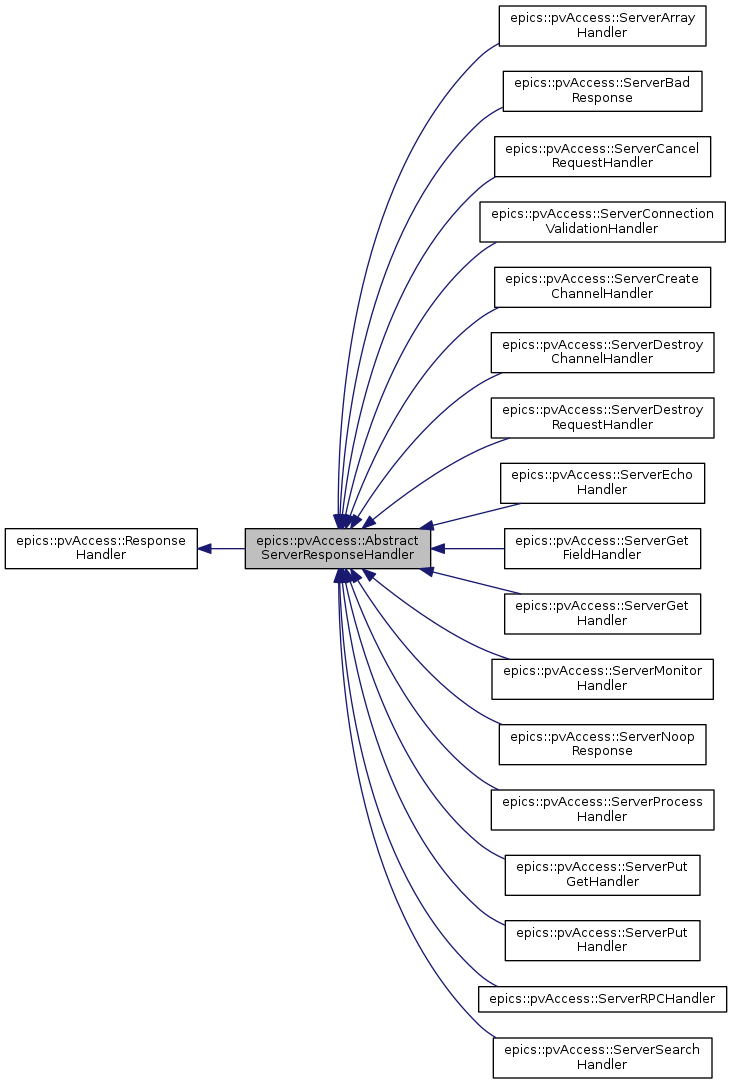 epics::pvAccess::ServerArray
Handler
epics::pvAccess::ServerBad
Response
epics::pvAccess::ServerCancel
RequestHandler
epics::pvAccess::ServerConnection
ValidationHandler
epics::pvAccess::ServerCreate
ChannelHandler
epics::pvAccess::ServerDestroy
ChannelHandler
epics::pvAccess::ServerDestroy
RequestHandler
epics::pvAccess::ServerEcho
Handler
epics::pvAccess::Response
Handler
epics::pvAccess::Abstract
ServerResponseHandler
epics::pvAccess::ServerGet
FieldHandler
epics::pvAccess::ServerGet
Handler
epics::pvAccess::ServerMonitor
Handler
epics::pvAccess::ServerNoop
Response
epics::pvAccess::ServerProcess
Handler
epics::pvAccess::ServerPut
GetHandler
epics::pvAccess::ServerPut
Handler
epics::pvAccess::ServerRPCHandler
epics::pvAccess::ServerSearch
Handler